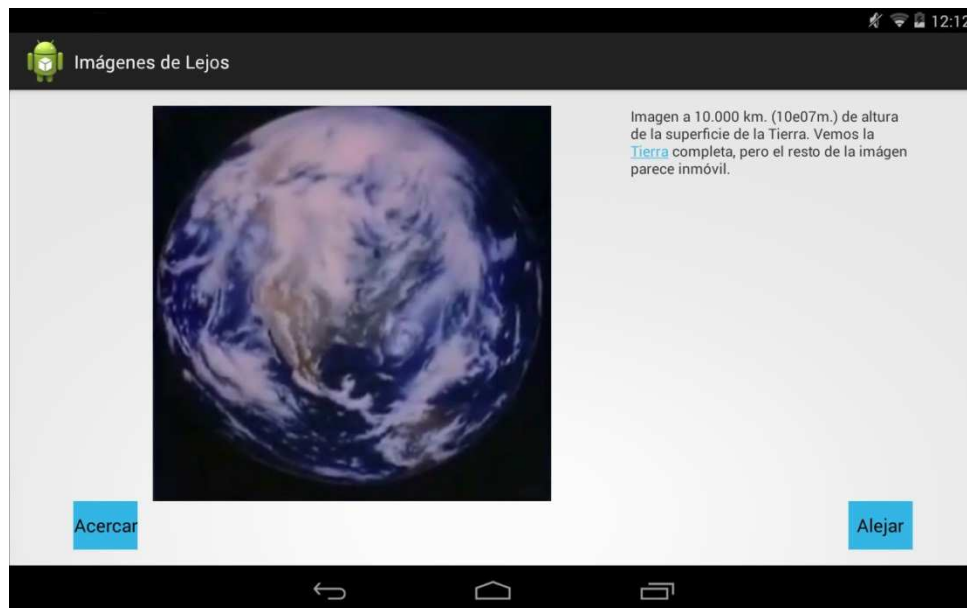 12:12
Imágenes de Lejos
Imagen a 10.000 km. (10e07m.) de altura
de la superficie de la Tierra. Vemos la
Tierra completa, pero el resto de la imágen
parece inmóvil.
Acercar
Alejar